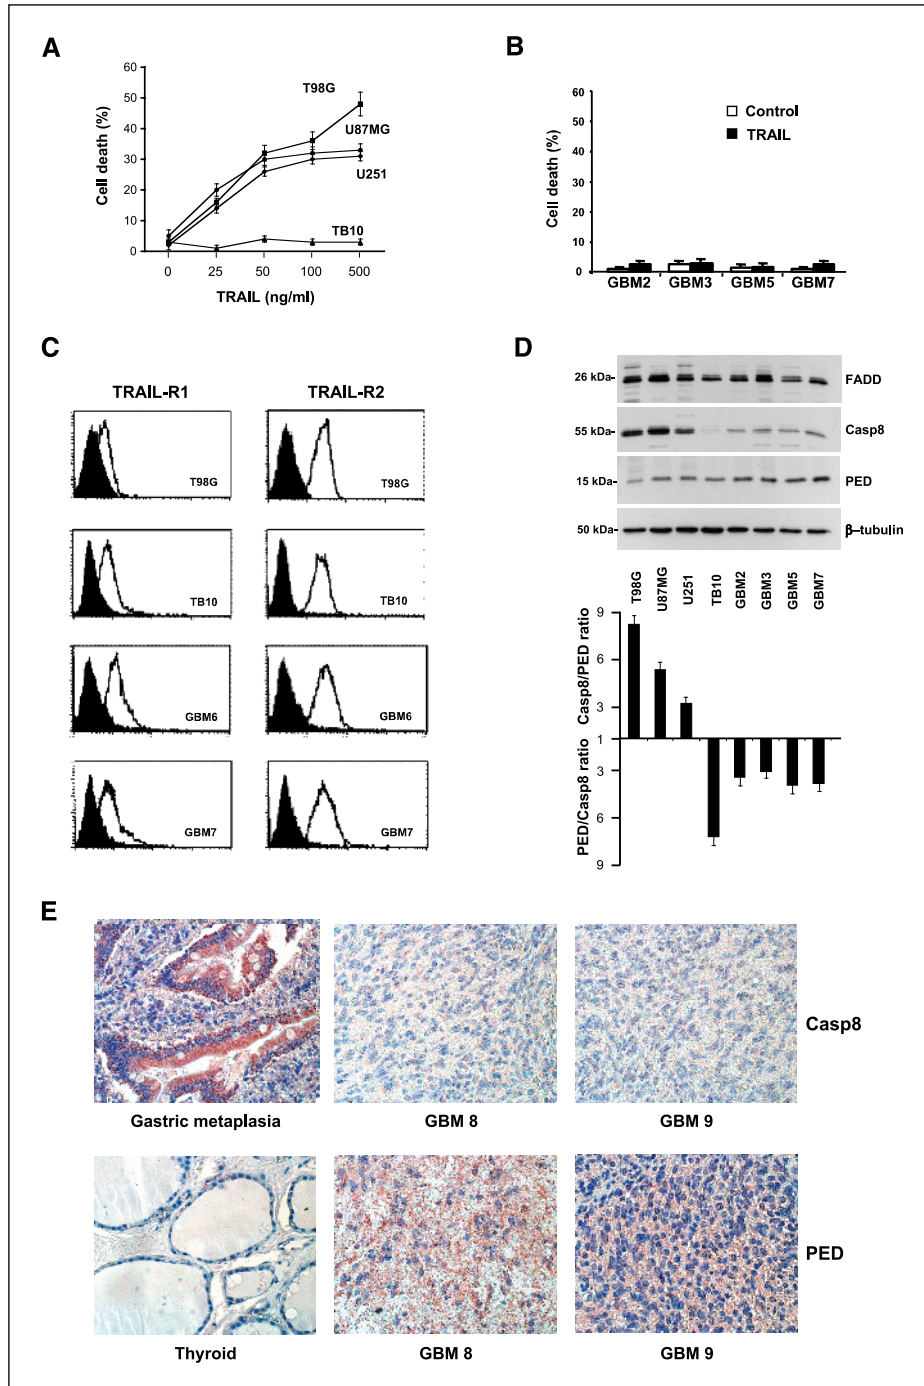 A
60
50
40
30
20
10
0
Cell death (%)
T98G
U87MG
U251
TB10
0 25 50 100 500
TRAIL (ng/ml)
B
60
50
40
30
20
10
0
Cell death (%)
Control
TRAIL
GBM2 GBM3 GBM5 GBM7
C
TRAIL-R1 TRAIL-R2
T98G T98G
TB10 TB10
GBM6 GBM6
GBM7 GBM7
D
26 kDa FADD
55 kDa Casp8
15 kDa PED
50 kDa β–tubulin
T98G U87MG U251 TB10 GBM2 GBM3 GBM5 GBM7
9
6
3
1
3
6
9
Casp8/PED ratio
PED/Casp8 ratio
E
Casp8
Gastric metaplasia GBM 8 GBM 9
PED
Thyroid GBM 8 GBM 9